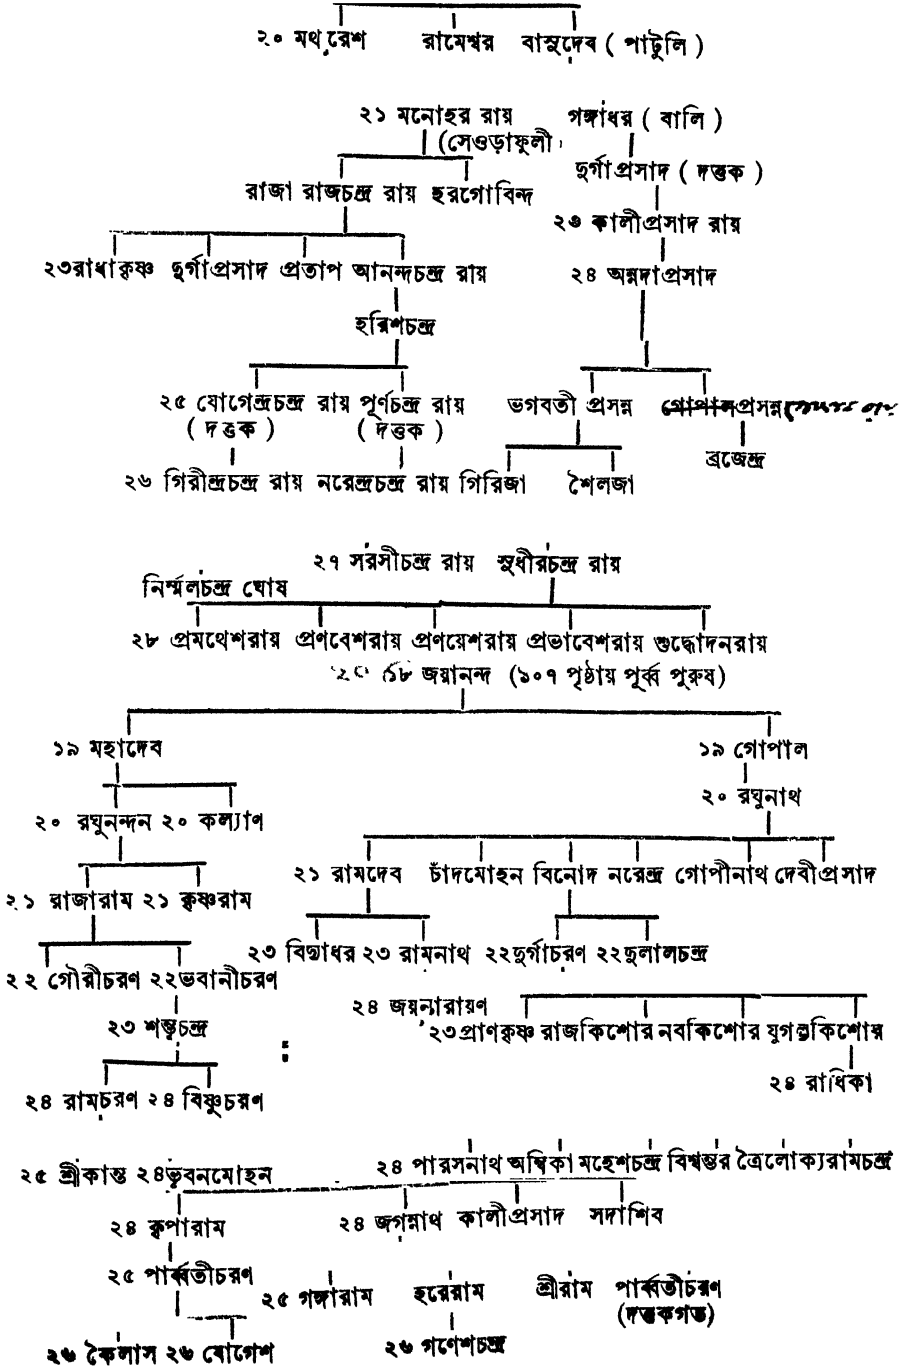 ২০ মথুরেশ রামেশ্বর বাসুদেব ( পাটুলি )
২১ মনোহর রায় গঙ্গাধর ( বালি )
(সেওড়াফুলী
দুর্গাপ্রসাদ ( দত্তক )
রাজা রাজচন্দ্র রায় হরগোবিন্দ
২৩ কালীপ্রসাদ রায়
২৩রাধাকৃষ্ণ দুর্গাপ্রসাদ প্রতাপ আনন্দচন্দ্র রায় ২৪ অন্নদাপ্রসাদ
হরিশচন্দ্র
২৫ যোগেন্দ্রচন্দ্র রায় পূর্ণচন্দ্র রায় ভগবতী প্রসন্ন গোপালপ্রসন্ন
( দত্তক ) ( দত্তক )
ব্রজেন্দ্র
২৬ গিরীন্দ্রচন্দ্র রায় নরেন্দ্রচন্দ্র রায় গিরিজা শৈলজা
২৭ সরসীচন্দ্র রায় সুধীরচন্দ্র রায়
নির্ম্মলচন্দ্র ঘোষ
২৮ প্রমথেশরায় প্রণবেশরায় প্রণয়েশরায় প্রভাবেশরায় শুদ্ধোদনরায়
জয়ানন্দ (১০৭ পৃষ্ঠায় পূর্ব্ব পুরুষ)
১৯ মহাদেব ১৯ গোপাল
২০ রঘুনাথ
২০ রঘুনন্দন ২০ কল্যাণ
২১ রামদেব চাঁদমোহন বিনোদ নরেন্দ্র গোপীনাথ দেবীপ্রসাদ
২১ রাজারাম ২১ কৃষ্ণরাম
২৩ বিদ্যাধর ২৩ রামনাথ ২২দুর্গাচরণ ২২দুলালচন্দ্র
২২ গৌরীচরণ ২২ভবানীচরণ
২৪ জয়নারায়ণ
২৩ শম্ভুচন্দ্র ২৩প্রাণকৃষ্ণ রাজকিশোর নবকিশোর যুগলকিশোর
২৪ রাধিকা
২৪ রামচরণ ২৪ বিষ্ণুচরণ
২৫ শ্রীকান্ত ২৪ভুবনমোহন ২৪ পারসনাথ অম্বিকা মহেশচন্দ্র বিশ্বম্ভর ত্রৈলোক্যরামচন্দ্র
২৪ কৃপারাম ২৪ জগন্নাথ কালীপ্রসাদ সদাশিব
২৫ পার্ব্বতীচরণ
২৫ গঙ্গারাম হরেরাম শ্রীরাম পার্ব্বতীচরণ
(দত্তকগত)
২৬ কৈলাস ২৬ যোগেশ ২৬ গণেশচন্দ্র